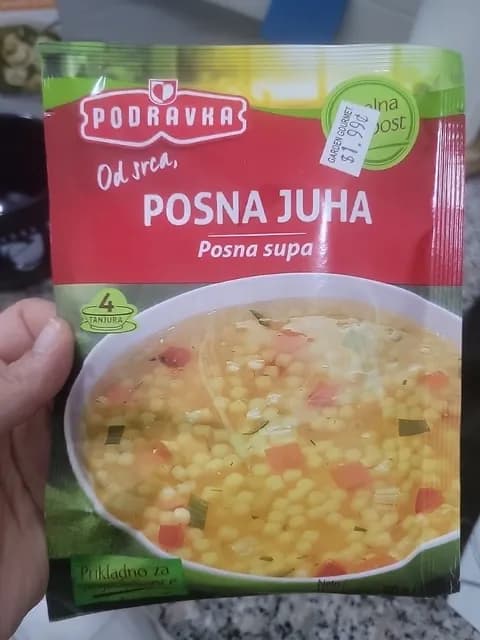 PODRAVKA
Od srca,
GARDEN GOURMET
$1.99¢
POSNA JUHA
Posna supa
4
TANJURA
Prikladno za